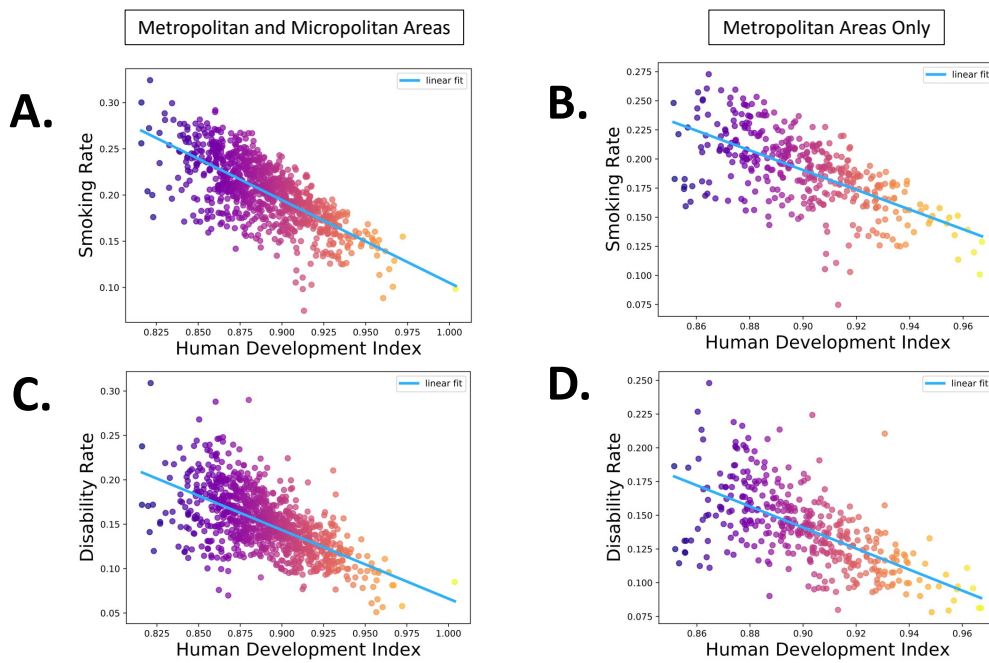 Metropolitan and Micropolitan Areas
Metropolitan Areas Only
A.
linear fit
0.30
0.25
0.20
0.15
0.10
Smoking Rate
0.825 0.850 0.875 0.900 0.925 0.950 0.975 1.000
Human Development Index
B.
linear fit
0.275
0.250
0.225
0.200
0.175
0.150
0.125
0.100
0.075
Smoking Rate
0.86 0.88 0.90 0.92 0.94 0.96
Human Development Index
C.
linear fit
0.30
0.25
0.20
0.15
0.10
0.05
Disability Rate
0.825 0.850 0.875 0.900 0.925 0.950 0.975 1.000
Human Development Index
D.
linear fit
0.250
0.225
0.200
0.175
0.150
0.125
0.100
0.075
Disability Rate
0.86 0.88 0.90 0.92 0.94 0.96
Human Development Index